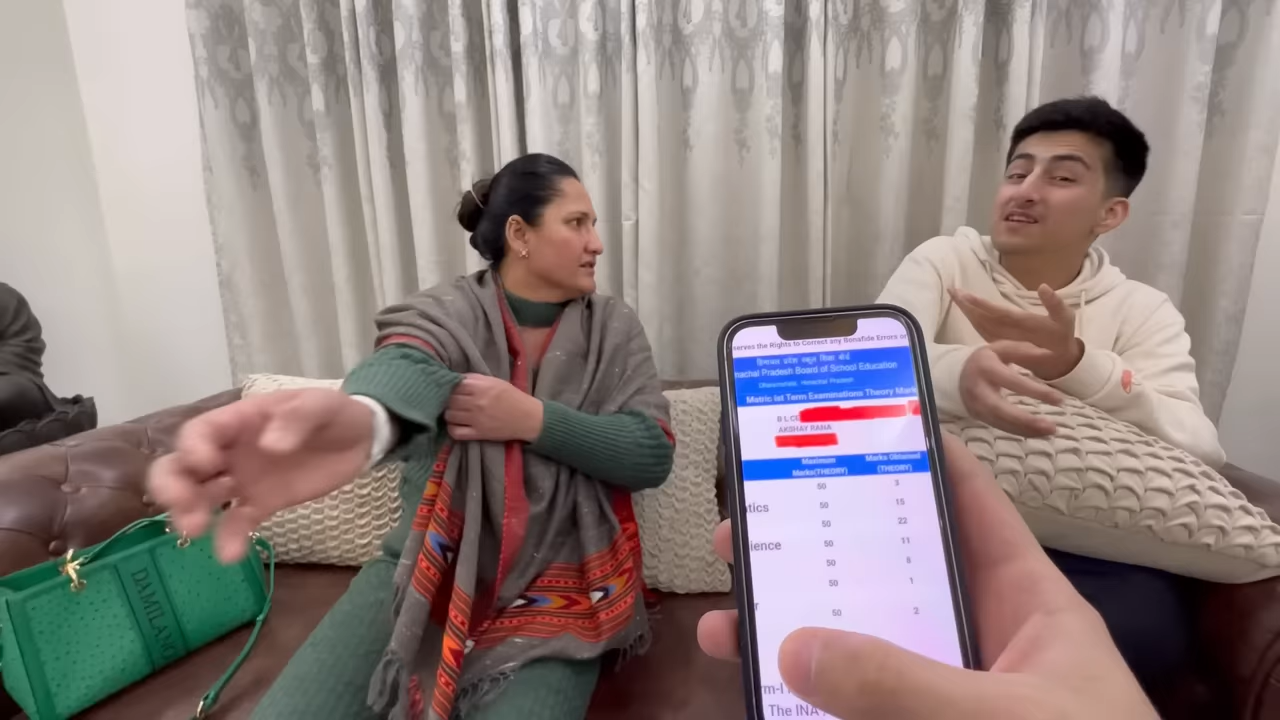 serves the Rights to Correct any Bonafide Errors or
हिमाचल प्रदेश स्कूल शिक्षा बोर्ड
nachal Pradesh Board of School Education
Dharamshala, Himachal Pradesh
Matric Ist Term Examinations Theory Mark
AKSHAY RANA
Maximum Marks Obtained
Marks(THEORY) (THEORY)
50 3
tics 50 15
50 22
ience 50 11
50 8
50 1
r 50 2
rm-I
The INA
DAMILANO